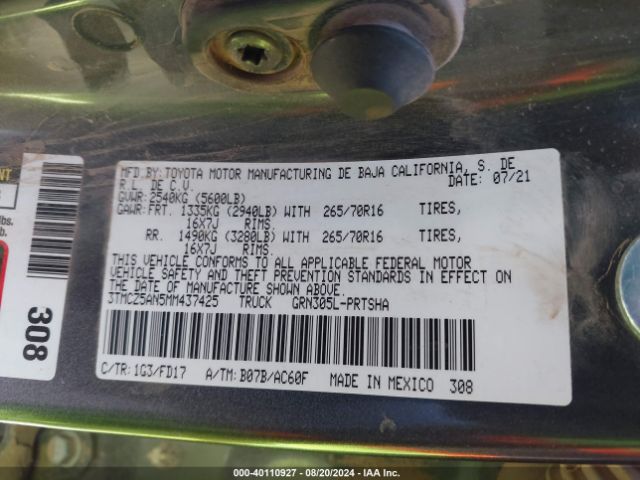 MFD.BY:TOYOTA MOTOR MANUFACTURING DE BAJA CALIFORNIA, S. DE
R.L. DE C.V. DATE: 07/21
GVWR:2540KG (5600LB)
GAWR:FRT. 1335KG (2940LB) WITH 265/70R16 TIRES,
16X7J RIMS.
RR. 1490KG (3280LB) WITH 265/70R16 TIRES,
16X7J RIMS.
THIS VEHICLE CONFORMS TO ALL APPLICABLE FEDERAL MOTOR
VEHICLE SAFETY AND THEFT PREVENTION STANDARDS IN EFFECT ON
THE DATE OF MANUFACTURE SHOWN ABOVE.
3TMCZ5AN5MM437425 TRUCK GRN305L-PRTSHA
C/TR:1G3/FD17 A/TM:B07B/AC60F MADE IN MEXICO 308
308
lbs.
000-40110927 - 08/20/2024 - IAA Inc.